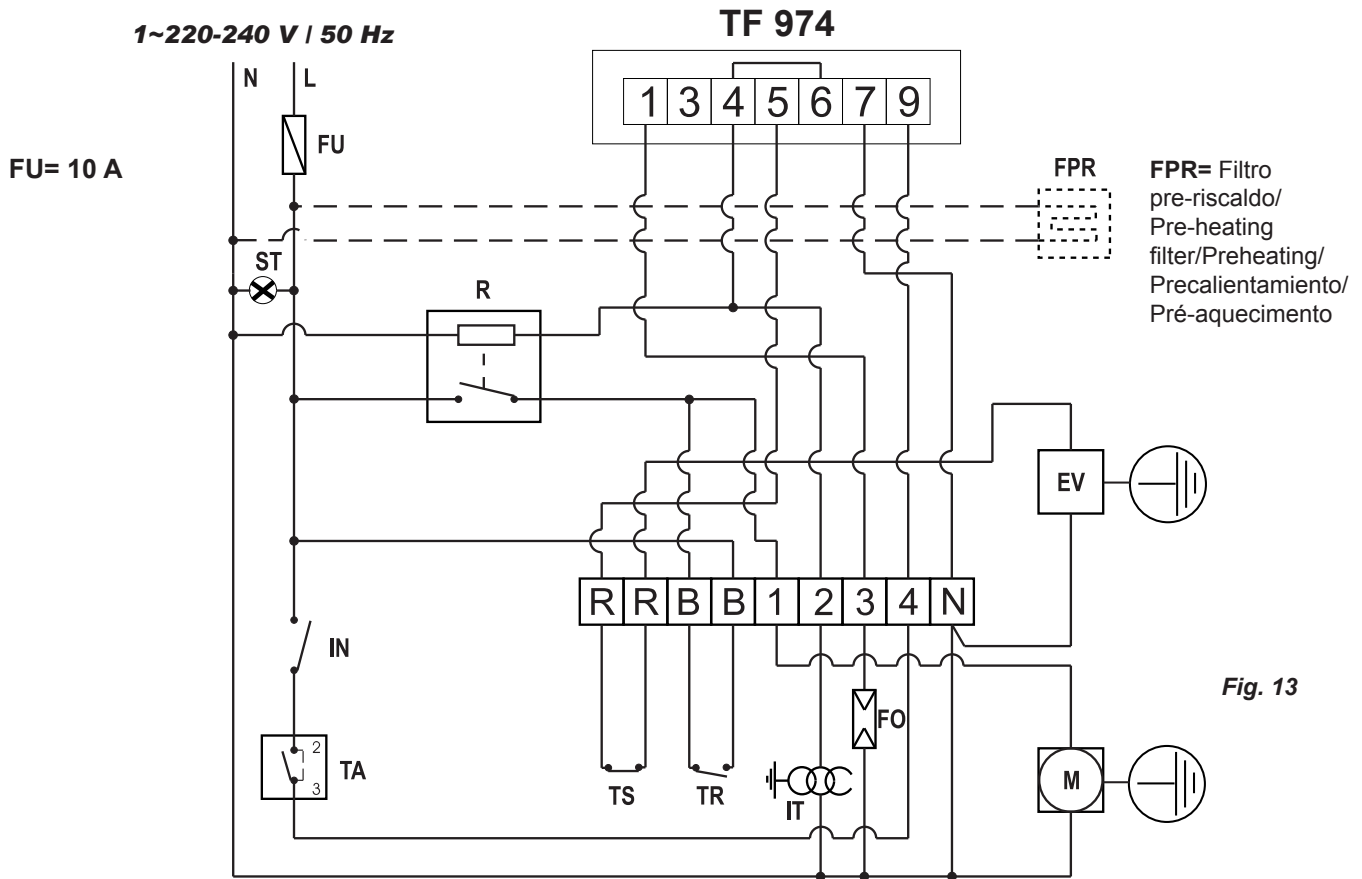 1~220-240 V / 50 Hz
TF 974
N L
1 3 4 5 6 7 9
FU
FU= 10 A
FPR
FPR= Filtro
pre-riscaldo/
Pre-heating
filter/Preheating/
Precalientamiento/
Pré-aquecimento
ST
R
EV
R R B B 1 2 3 4 N
IN
Fig. 13
FO
2
TA
3
TS
TR
IT
M